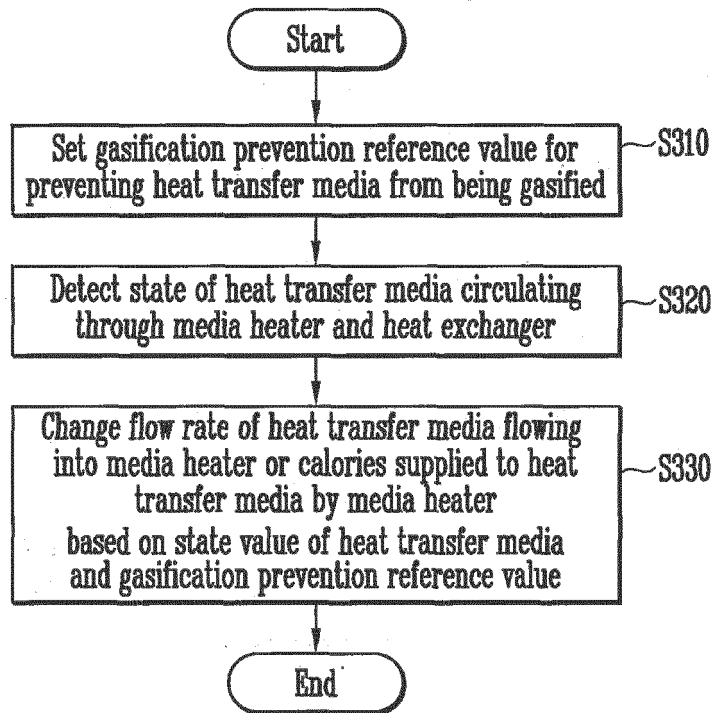 Start
Set gasification prevention reference value for
preventing heat transfer media from being gasified
S310
Detect state of heat transfer media circulating
through media heater and heat exchanger
S320
Change flow rate of heat transfer media flowing
into media heater or calories supplied to heat
transfer media by media heater
based on state value of heat transfer media
and gasification prevention reference value
S330
End